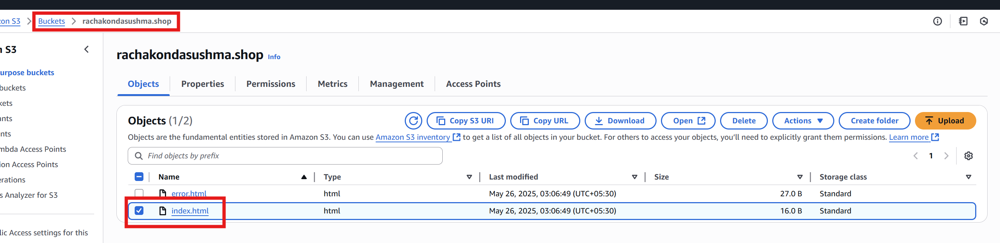 on S3 > Buckets > rachakondasushma.shop
S3
rachakondasushma.shop Info
urpose buckets
buckets
kets
ants
nts
mbda Access Points
ion Access Points
erations
s Analyzer for S3
lic Access settings for this
Objects Properties Permissions Metrics Management Access Points
Objects (1/2)
Copy S3 URI Copy URL Download Open Delete Actions Create folder Upload
Objects are the fundamental entities stored in Amazon S3. You can use Amazon S3 inventory to get a list of all objects in your bucket. For others to access your objects, you'll need to explicitly grant them permissions. Learn more
Find objects by prefix
1
Name Type Last modified Size Storage class
error.html html May 26, 2025, 03:06:49 (UTC+05:30) 27.0 B Standard
index.html html May 26, 2025, 03:06:49 (UTC+05:30) 16.0 B Standard